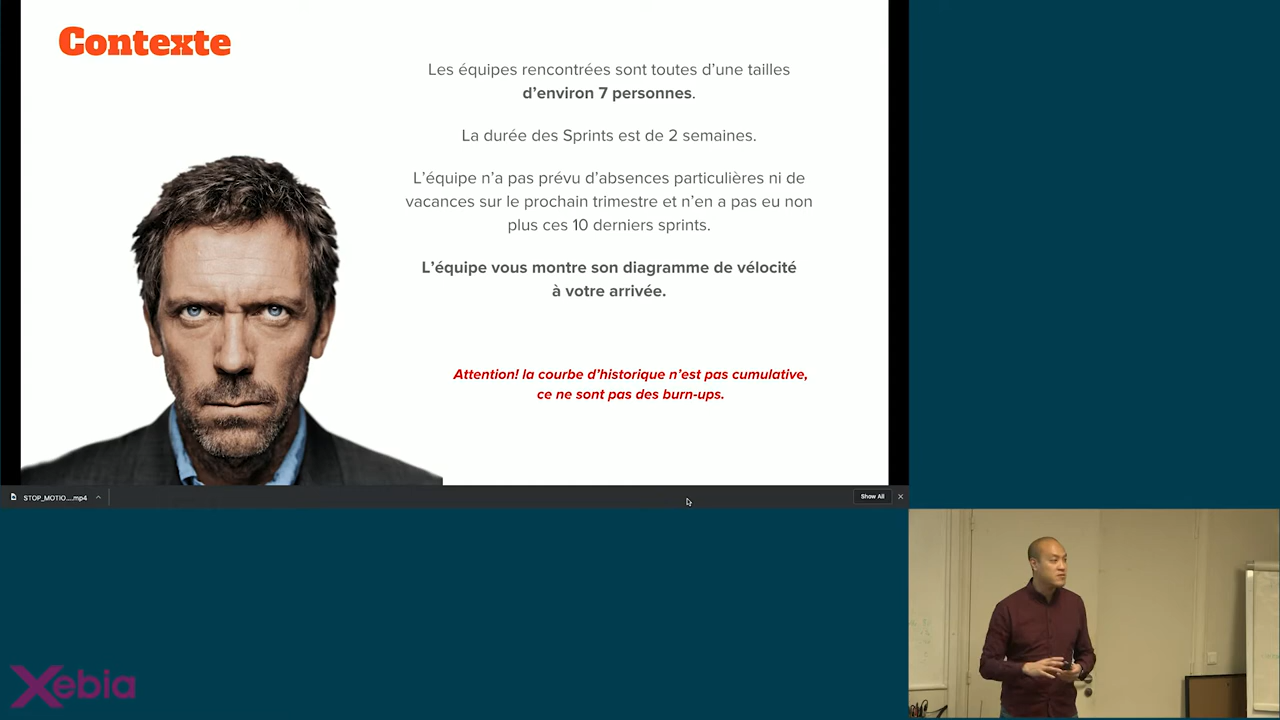 Contexte
Les équipes rencontrées sont toutes d'une tailles
d'environ 7 personnes.
La durée des Sprints est de 2 semaines.
L'équipe n'a pas prévu d'absences particulières ni de
vacances sur le prochain trimestre et n'en a pas eu non
plus ces 10 derniers sprints.
L'équipe vous montre son diagramme de vélocité
à votre arrivée.
Attention! la courbe d'historique n'est pas cumulative,
ce ne sont pas des burn-ups.
STOP_MOTIO....mp4
Show All
Xebia